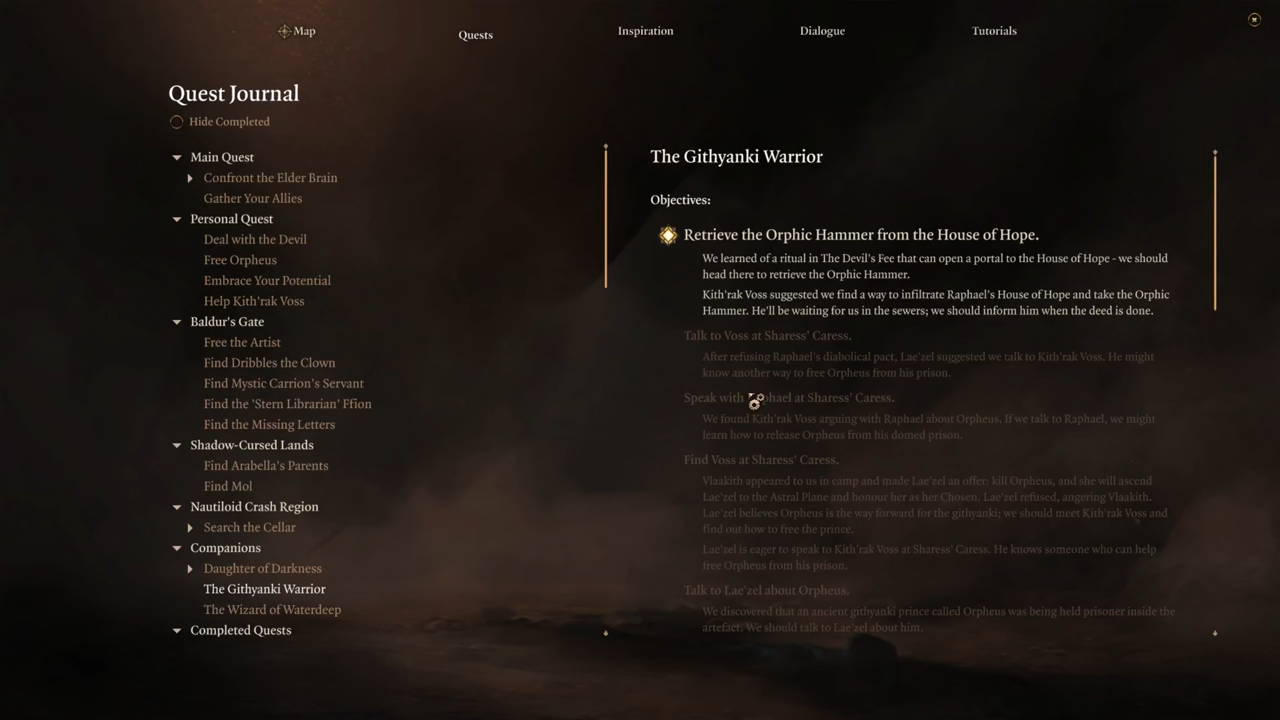 Map
Quests
Inspiration
Dialogue
Tutorials
Quest Journal
Hide Completed
Main Quest
Confront the Elder Brain
Gather Your Allies
Personal Quest
Deal with the Devil
Free Orpheus
Embrace Your Potential
Help Kith'rak Voss
Baldur's Gate
Free the Artist
Find Dribbles the Clown
Find Mystic Carrion's Servant
Find the 'Stern Librarian' Ffion
Find the Missing Letters
Shadow-Cursed Lands
Find Arabella's Parents
Find Mol
Nautiloid Crash Region
Search the Cellar
Companions
Daughter of Darkness
The Githyanki Warrior
The Wizard of Waterdeep
Completed Quests
The Githyanki Warrior
Objectives:
Retrieve the Orphic Hammer from the House of Hope.
We learned of a ritual in The Devil's Fee that can open a portal to the House of Hope - we should
head there to retrieve the Orphic Hammer.
Kith'rak Voss suggested we find a way to infiltrate Raphael's House of Hope and take the Orphic
Hammer. He'll be waiting for us in the sewers; we should inform him when the deed is done.
Talk to Voss at Sharess' Caress.
After refusing Raphael's diabolical pact, Lae'zel suggested we talk to Kith'rak Voss. He might
know another way to free Orpheus from his prison.
Speak with Raphael at Sharess' Caress.
We found Kith'rak Voss arguing with Raphael about Orpheus. If we talk to Raphael, we might
learn how to release Orpheus from his domed prison.
Find Voss at Sharess' Caress.
Vlaakith appeared to us in camp and made Lae'zel an offer: kill Orpheus, and she will ascend
Lae'zel to the Astral Plane and honour her as her Chosen. Lae'zel refused, angering Vlaakith.
Lae'zel believes Orpheus is the way forward for the githyanki; we should meet Kith'rak Voss and
find out how to free the prince.
Lae'zel is eager to speak to Kith'rak Voss at Sharess' Caress. He knows someone who can help
free Orpheus from his prison.
Talk to Lae'zel about Orpheus.
We discovered that an ancient githyanki prince called Orpheus was being held prisoner inside the
artefact. We should talk to Lae'zel about him.